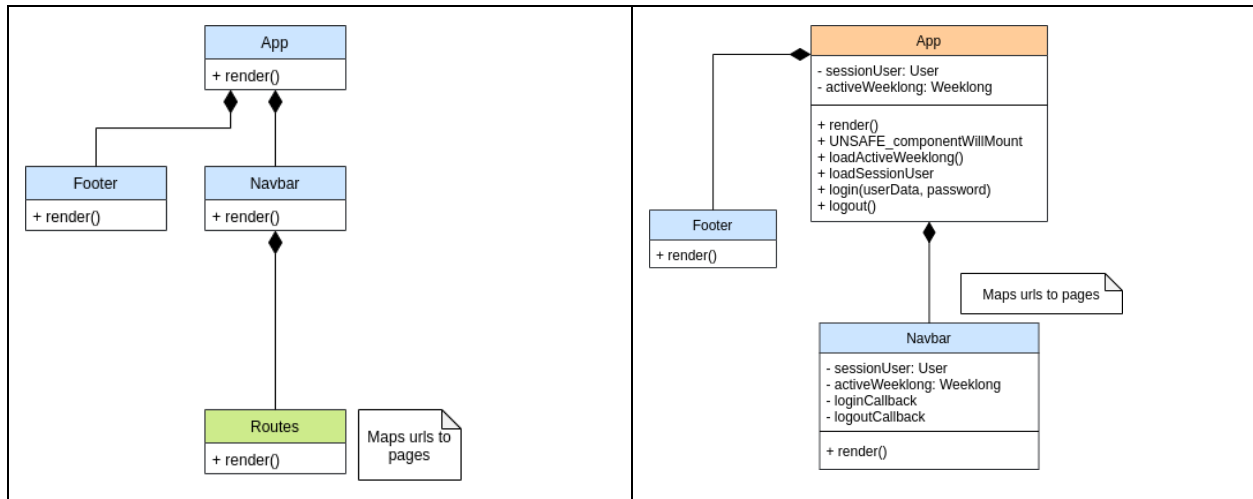 App
+ render()
Footer
+ render()
Navbar
+ render()
Routes
+ render()
Maps urls to
pages
App
- sessionUser: User
- activeWeeklong: Weeklong
+ render()
+ UNSAFE_componentWillMount
+ loadActiveWeeklong()
+ loadSessionUser
+ login(userData, password)
+ logout()
Footer
+ render()
Maps urls to pages
Navbar
- sessionUser: User
- activeWeeklong: Weeklong
- loginCallback
- logoutCallback
+ render()